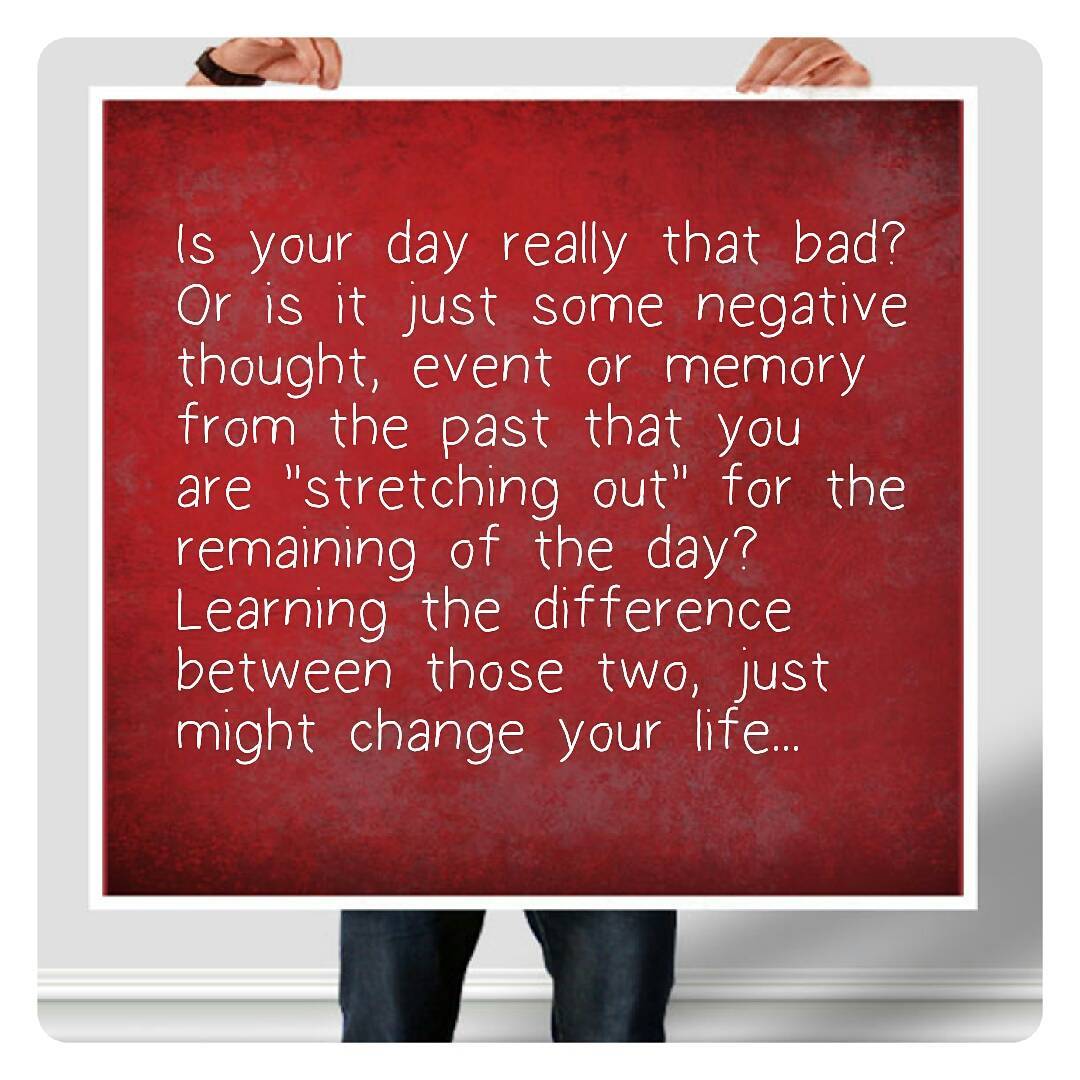 Is your day really that bad?
Or is it just some negative
thought, event or memory
from the past that you
are "stretching out" for the
remaining of the day?
Learning the difference
between those two, just
might change your life...